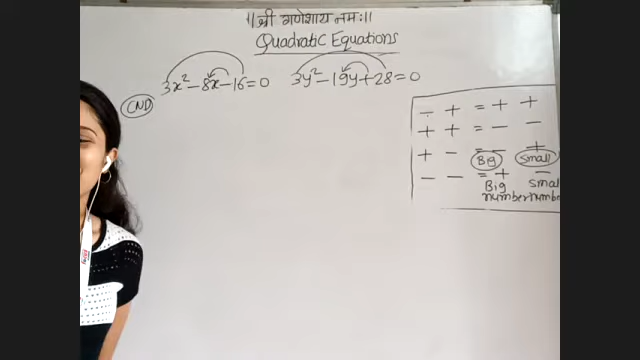 ||श्री गणेशाय नमः||
Quadratic Equations
3x² - 8x - 16 = 0 3y² - 19y + 28 = 0
CND
- + = + +
+ + = - -
+ - = - +
Big Small
- - = + -
Big Small
number number